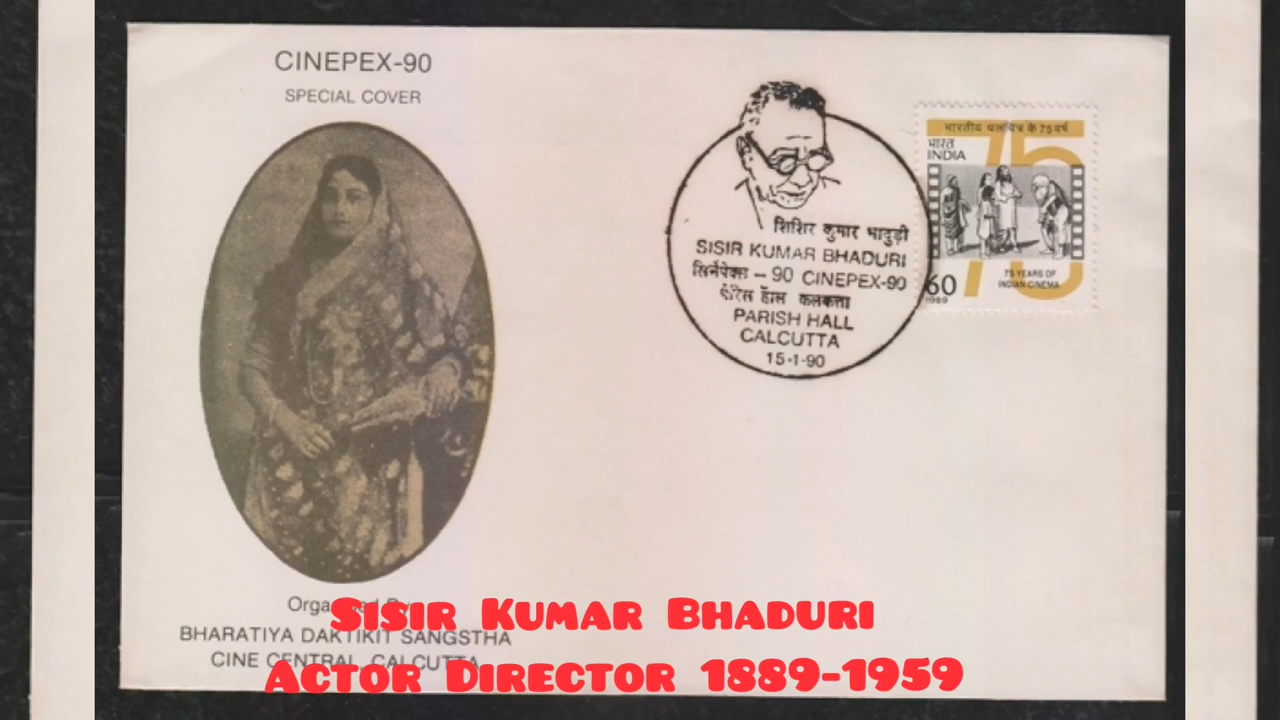 CINEPEX-90
SPECIAL COVER
शिशिर कुमार भादुड़ी
SISIR KUMAR BHADURI
सिनेपेक्स – 90 CINEPEX-90
पेरिस हॉल कलकत्ता
PARISH HALL
CALCUTTA
15-1-90
भारतीय चलचित्र के 75 वर्ष
75
भारत
INDIA
75 YEARS OF
INDIAN CINEMA
60
1989
BHARATIYA DAKTIKIT SANGSTHA
CINE CENTRAL, CALCUTTA
Sisir Kumar Bhaduri
Actor Director 1889-1959